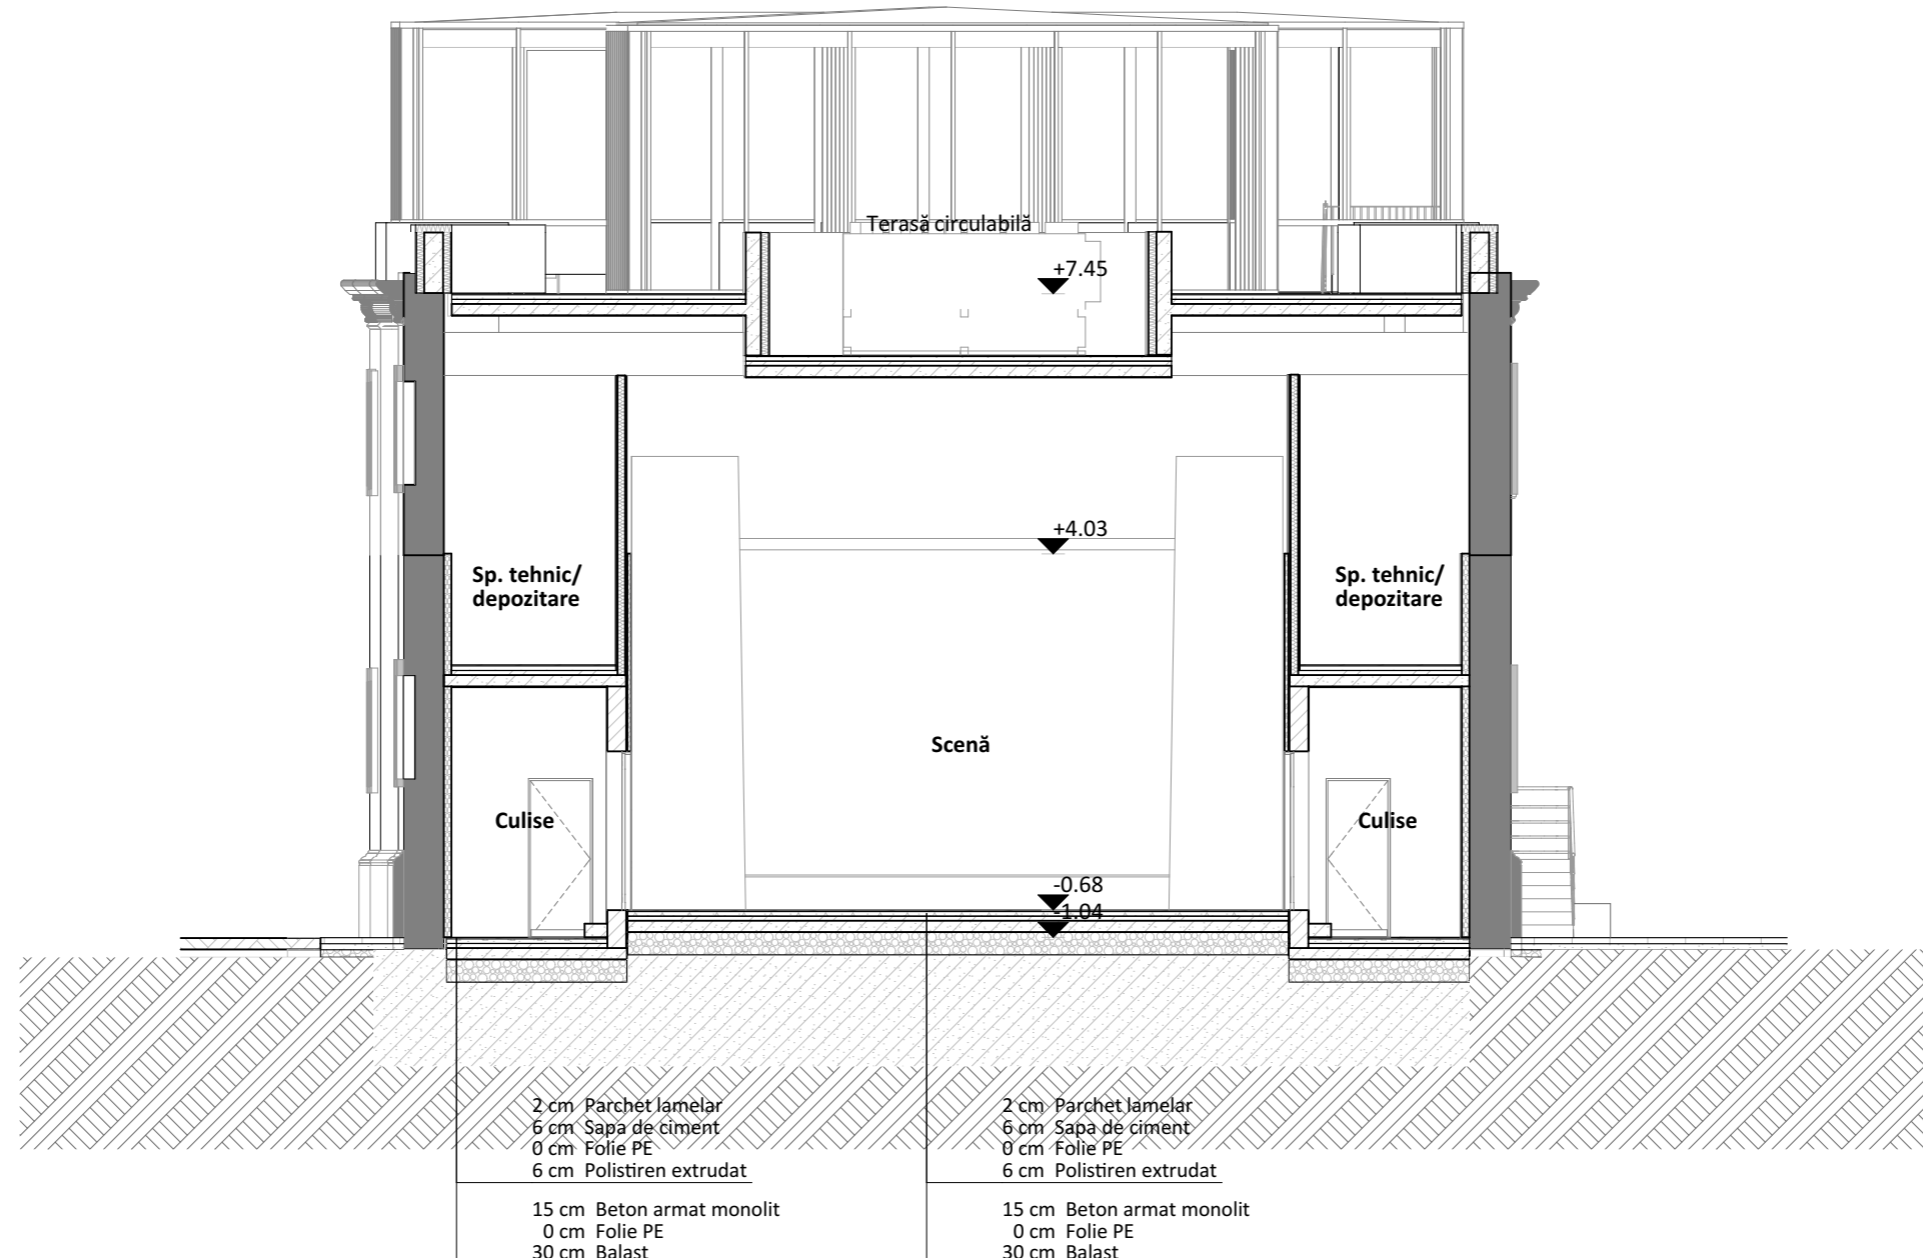 Terasă circulabilă
+7.45
+4.03
Sp. tehnic/
depozitare
Sp. tehnic/
depozitare
Scenă
Culise
Culise
-0.68
-1.04
2 cm Parchet lamelar
6 cm Sapa de ciment
0 cm Folie PE
6 cm Polistiren extrudat
15 cm Beton armat monolit
0 cm Folie PE
30 cm Balast
2 cm Parchet lamelar
6 cm Sapa de ciment
0 cm Folie PE
6 cm Polistiren extrudat
15 cm Beton armat monolit
0 cm Folie PE
30 cm Balast